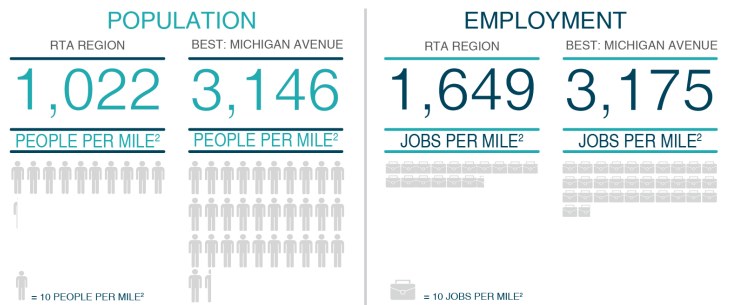 POPULATION
RTA REGION
1,022
PEOPLE PER MILE²
BEST: MICHIGAN AVENUE
3,146
PEOPLE PER MILE²
= 10 PEOPLE PER MILE²
EMPLOYMENT
RTA REGION
1,649
JOBS PER MILE²
BEST: MICHIGAN AVENUE
3,175
JOBS PER MILE²
= 10 JOBS PER MILE²